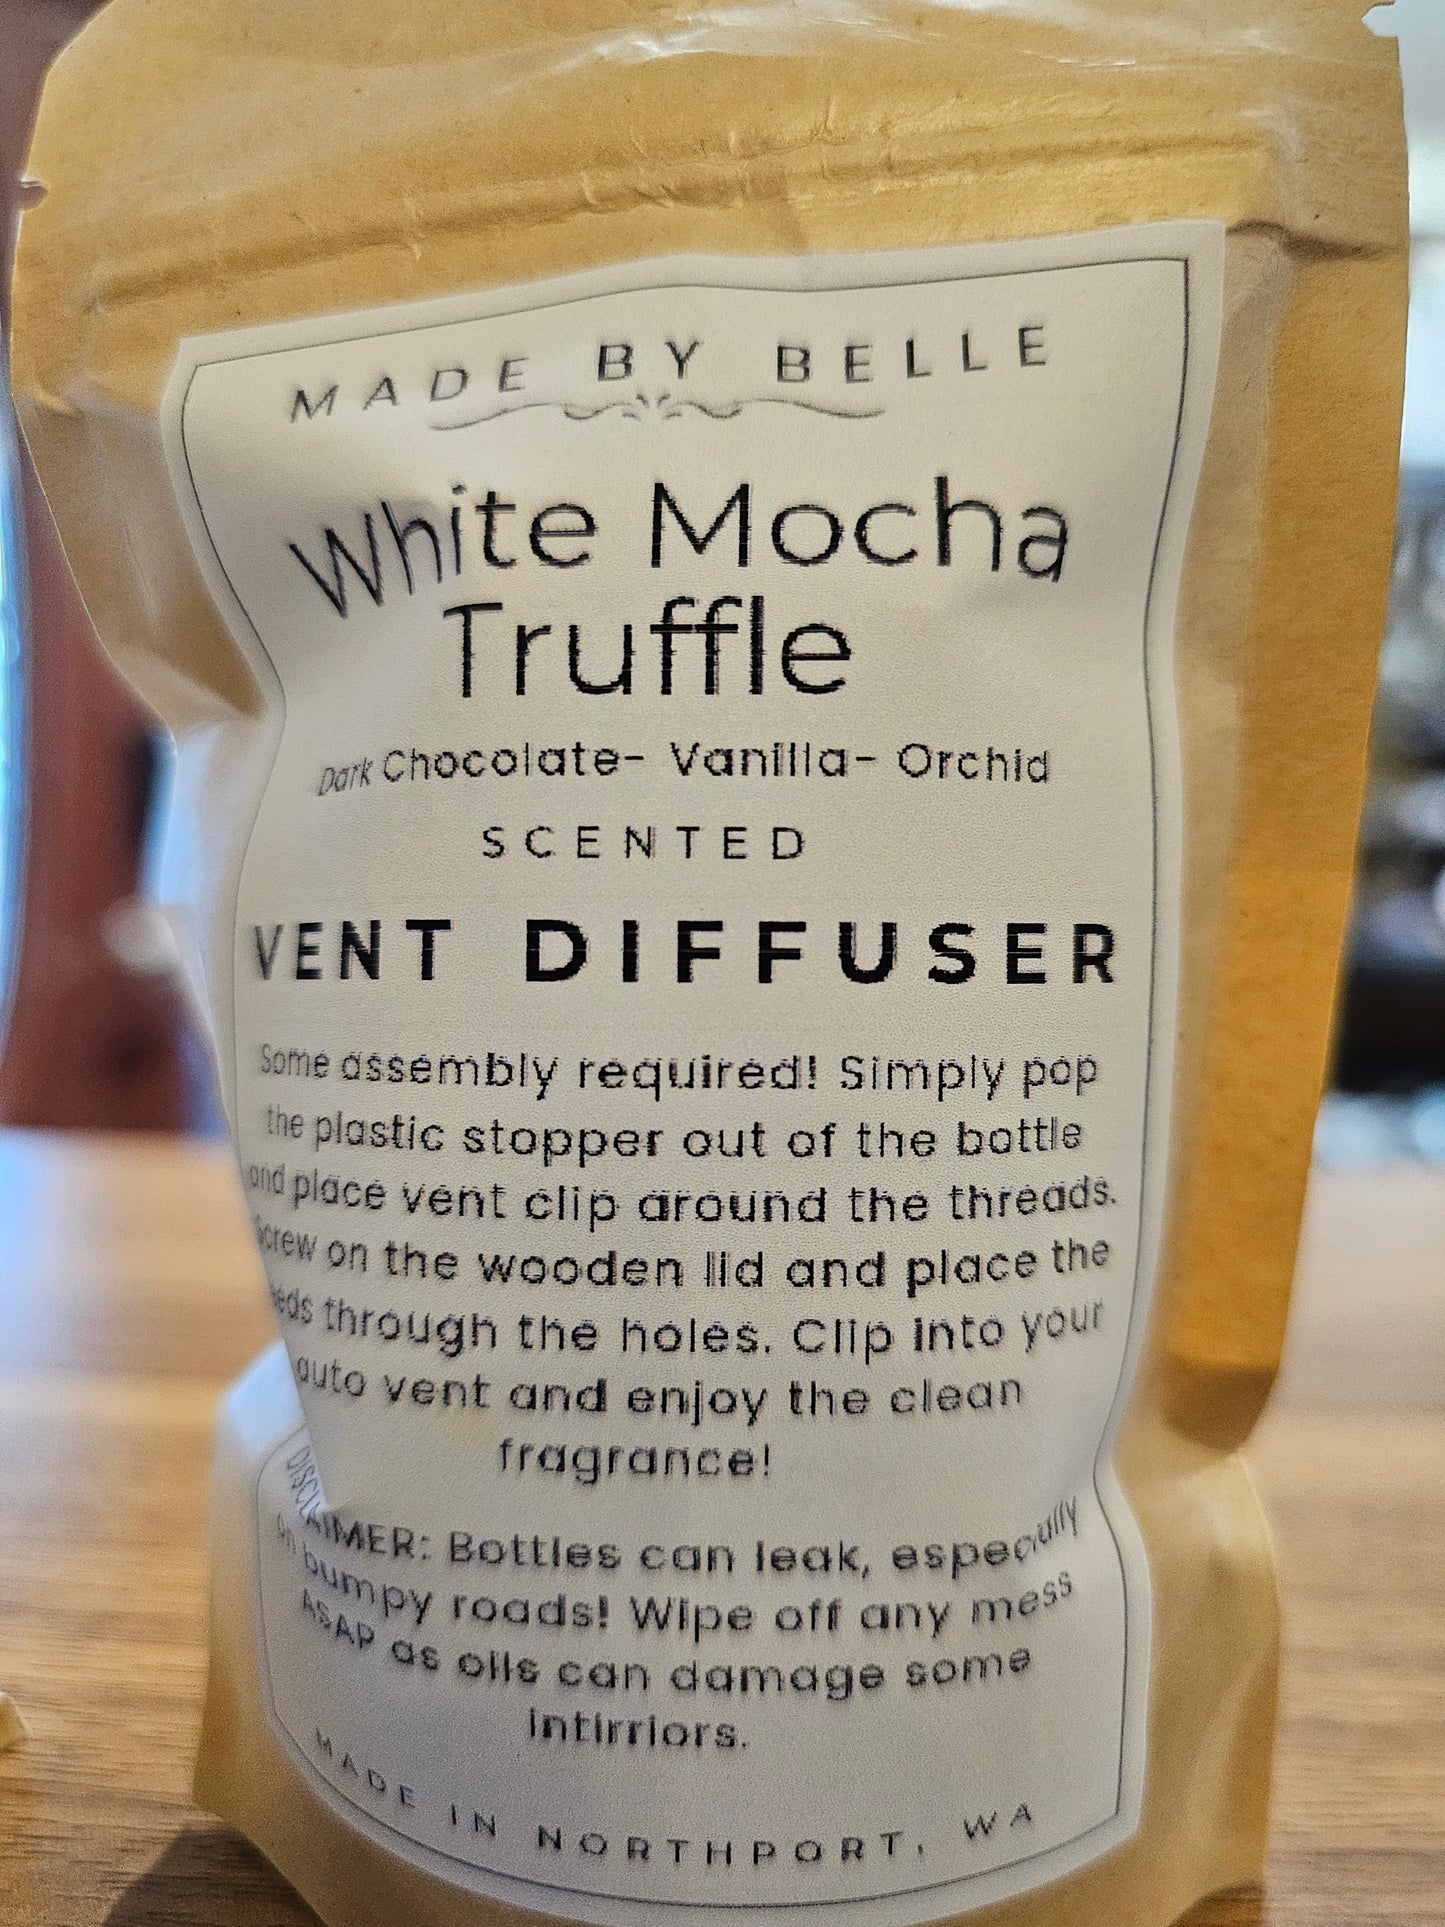 MADE BY BELLE
White Mocha
Truffle
Dark Chocolate- Vanilla- Orchid
SCENTED
VENT DIFFUSER
Some assembly required! Simply pop
the plastic stopper out of the bottle
and place vent clip around the threads.
Screw on the wooden lid and place the
eeds through the holes. Clip into your
auto vent and enjoy the clean
fragrance!
DISCLAIMER: Bottles can leak, especially
on bumpy roads! Wipe off any mess
ASAP as oils can damage some
intirriors.
MADE IN NORTHPORT, WA